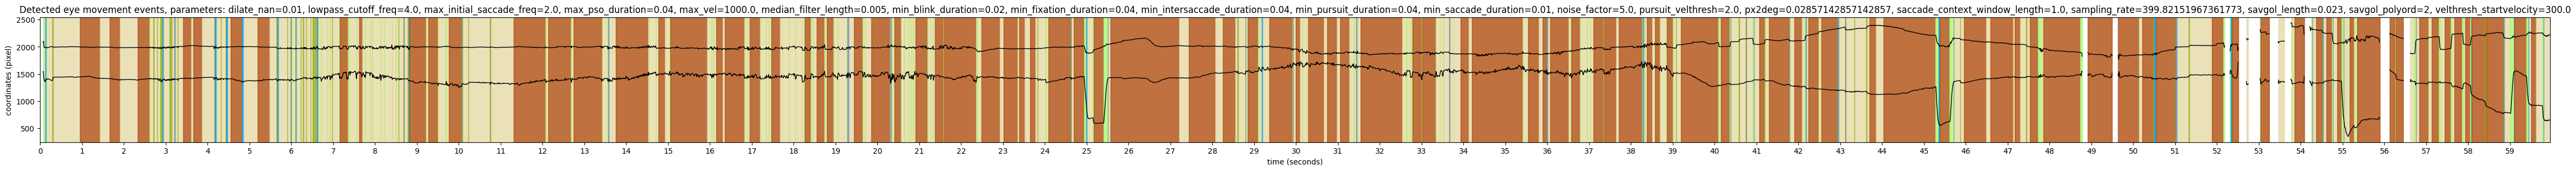 Detected eye movement events, parameters: dilate_nan=0.01, lowpass_cutoff_freq=4.0, max_initial_saccade_freq=2.0, max_pso_duration=0.04, max_vel=1000.0, median_filter_length=0.005, min_blink_duration=0.02, min_fixation_duration=0.04, min_intersaccade_duration=0.04, min_pursuit_duration=0.04, min_saccade_duration=0.01, noise_factor=5.0, pursuit_velthresh=2.0, px2deg=0.02857142857142857, saccade_context_window_length=1.0, sampling_rate=399.82151967361773, savgol_length=0.023, savgol_polyord=2, velthresh_startvelocity=300.0
coordinates (pixel)
2500
2000
1500
1000
500
0 1 2 3 4 5 6 7 8 9 10 11 12 13 14 15 16 17 18 19 20 21 22 23 24 25 26 27 28 29 30 31 32 33 34 35 36 37 38 39 40 41 42 43 44 45 46 47 48 49 50 51 52 53 54 55 56 57 58 59
time (seconds)